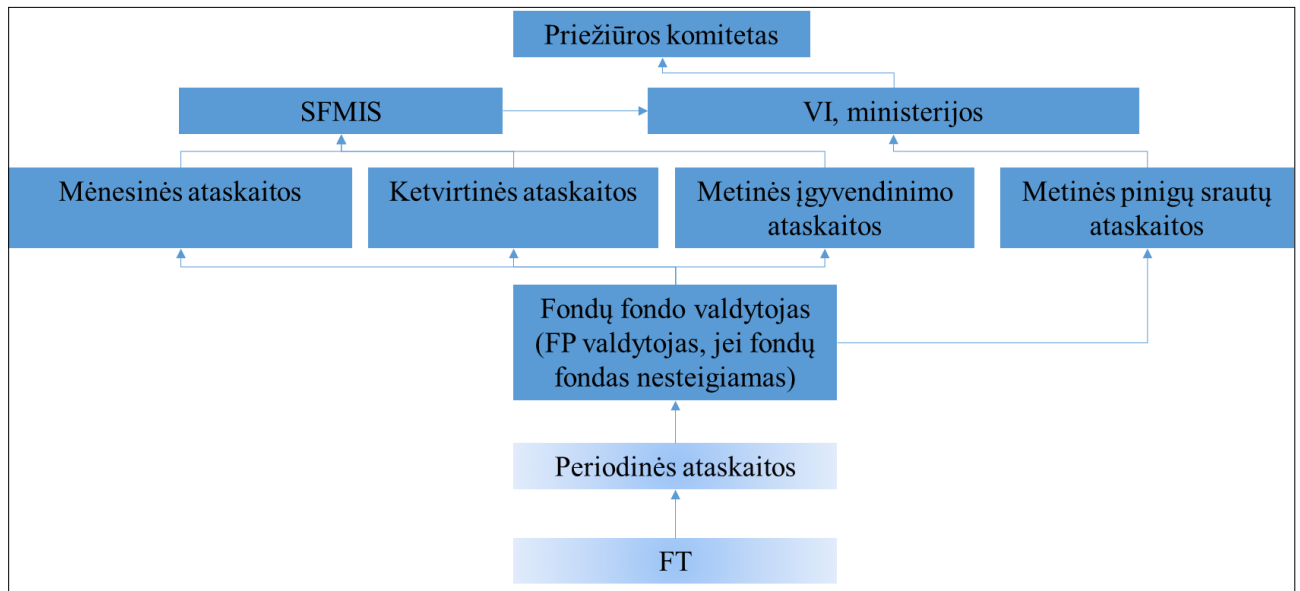 Priežiūros komitetas
SFMIS
VI, ministerijos
Mėnesinės ataskaitos
Ketvirtinės ataskaitos
Metinės įgyvendinimo
ataskaitos
Metinės pinigų srautų
ataskaitos
Fondų fondo valdytojas
(FP valdytojas, jei fondų
fondas nesteigiamas)
Periodinės ataskaitos
FT